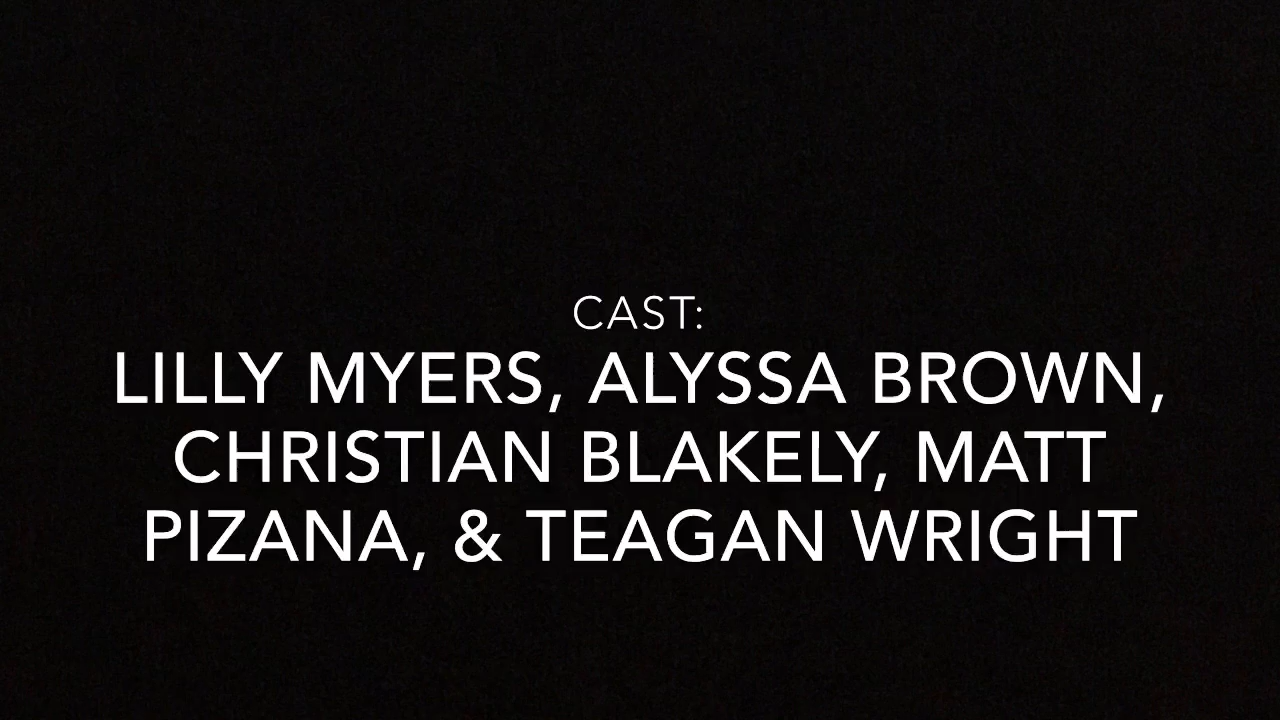 CAST:
LILLY MYERS, ALYSSA BROWN,
CHRISTIAN BLAKELY, MATT
PIZANA, & TEAGAN WRIGHT